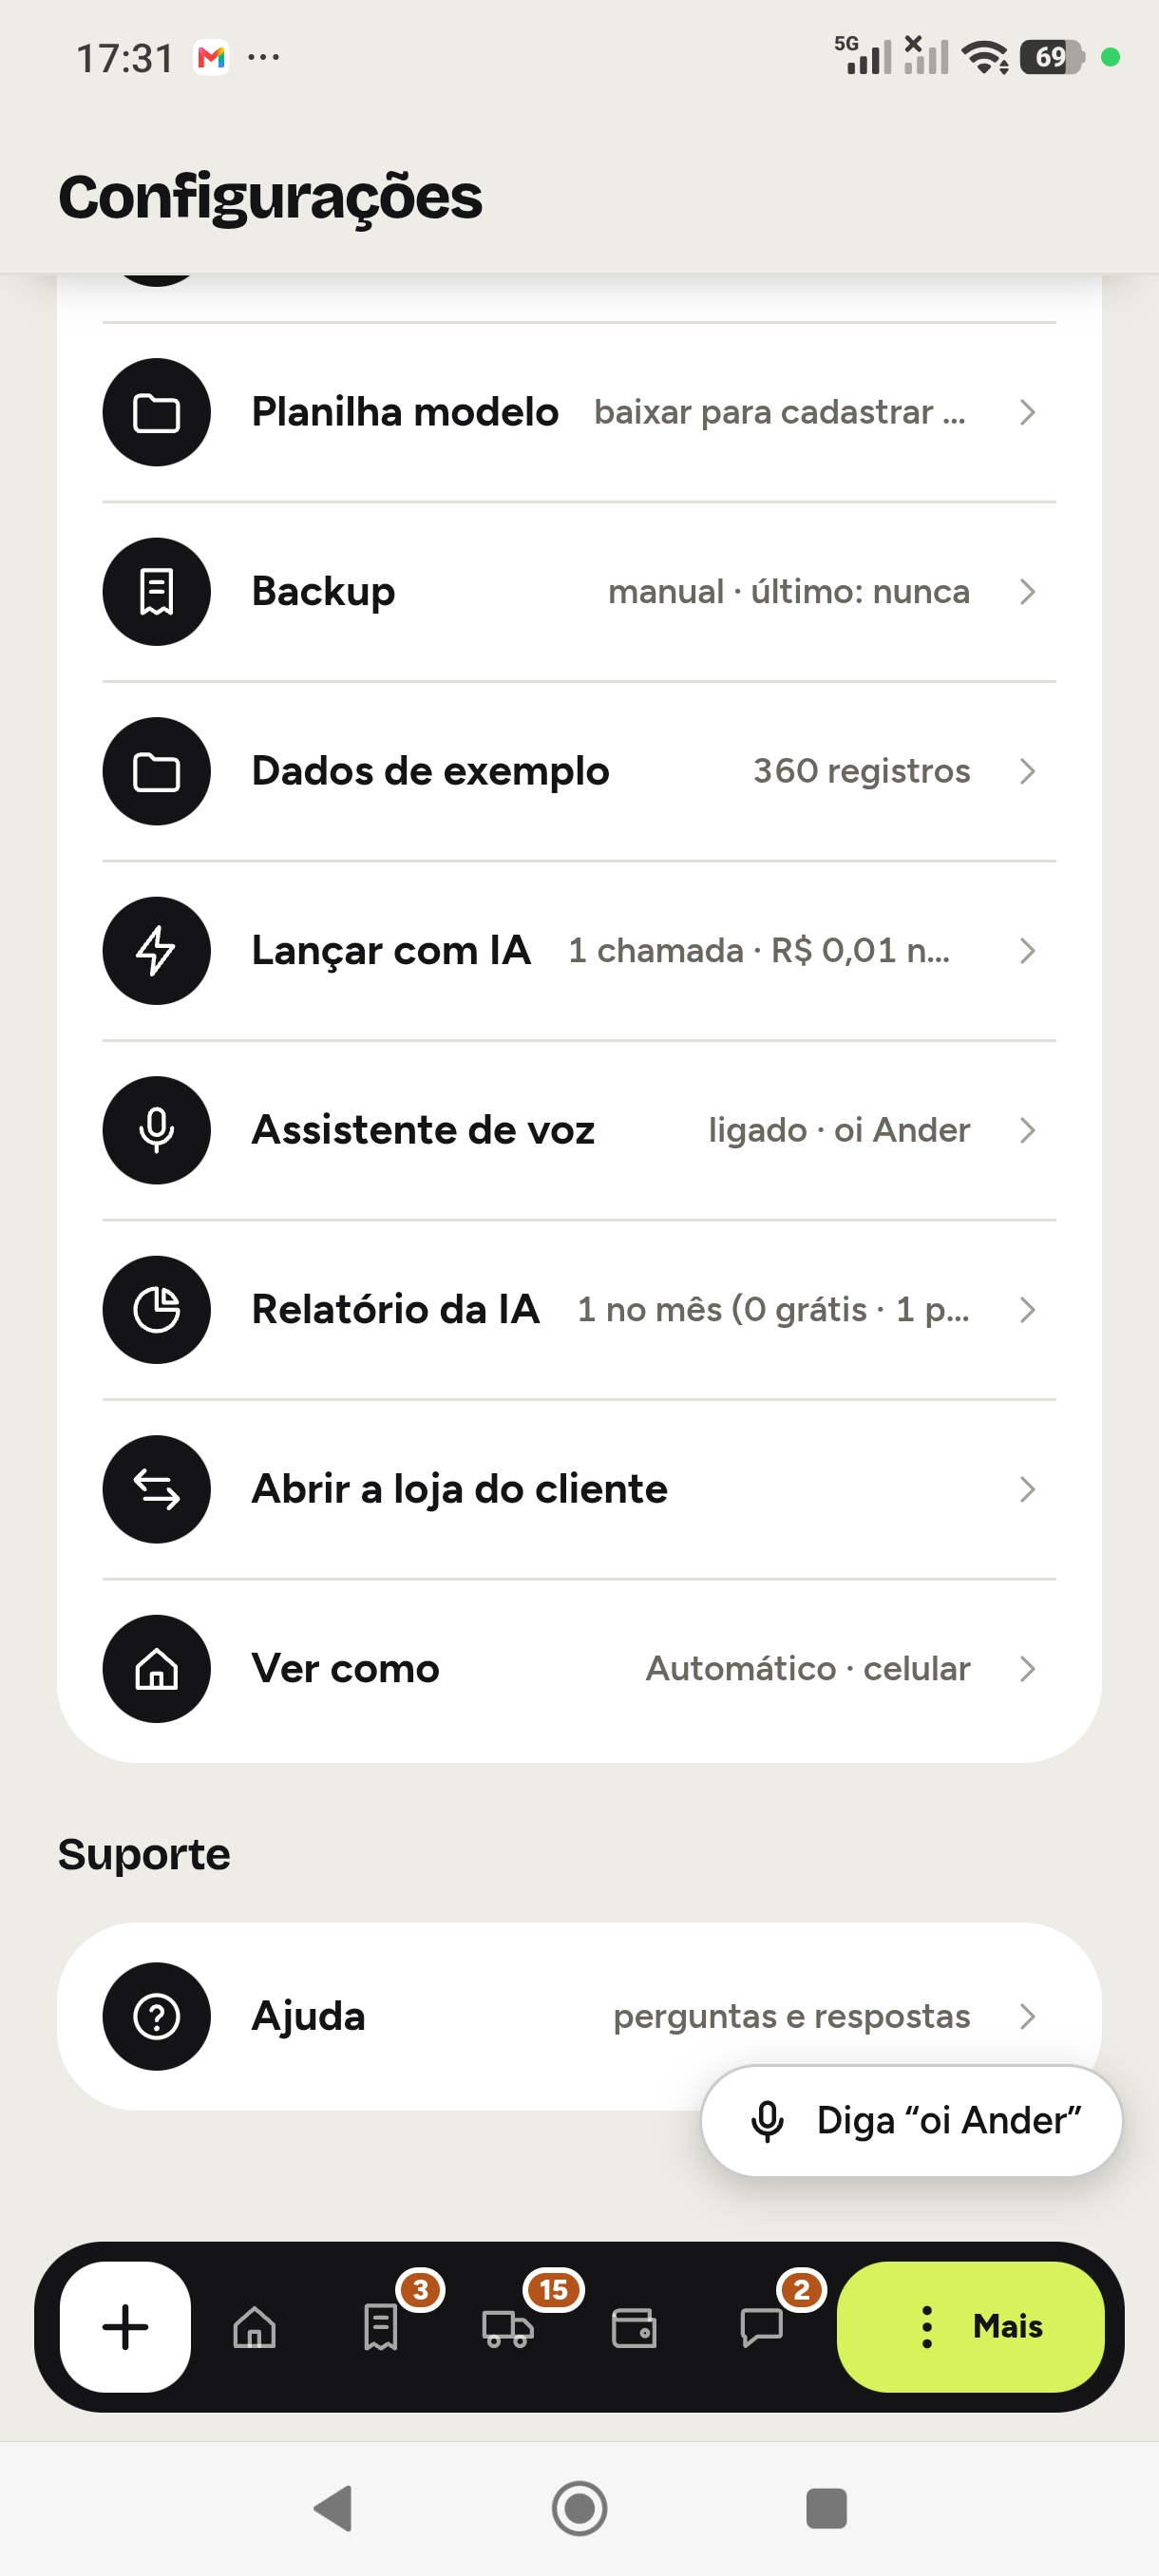 17:31
5G
69
Configurações
Planilha modelo baixar para cadastrar ...
Backup manual · último: nunca
Dados de exemplo 360 registros
Lançar com IA 1 chamada · R$ 0,01 n...
Assistente de voz ligado · oi Ander
Relatório da IA 1 no mês (0 grátis · 1 p...
Abrir a loja do cliente
Ver como Automático · celular
Suporte
Ajuda perguntas e respostas
Diga “oi Ander”
3
15
2
Mais